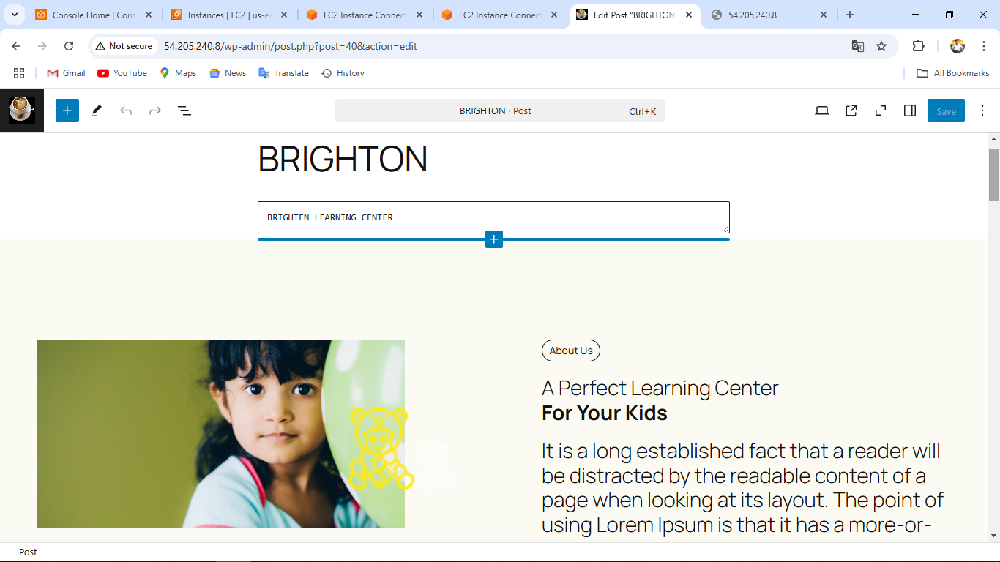 Console Home | Cons
Instances | EC2 | us-ea
EC2 Instance Connect
EC2 Instance Connect
Edit Post “BRIGHTON
54.205.240.8
Not secure
54.205.240.8/wp-admin/post.php?post=40&action=edit
Gmail
YouTube
Maps
News
Translate
History
All Bookmarks
BRIGHTON · Post
Ctrl+K
Save
BRIGHTON
BRIGHTEN LEARNING CENTER
About Us
A Perfect Learning Center
For Your Kids
It is a long established fact that a reader will
be distracted by the readable content of a
page when looking at its layout. The point of
using Lorem Ipsum is that it has a more-or-
Post